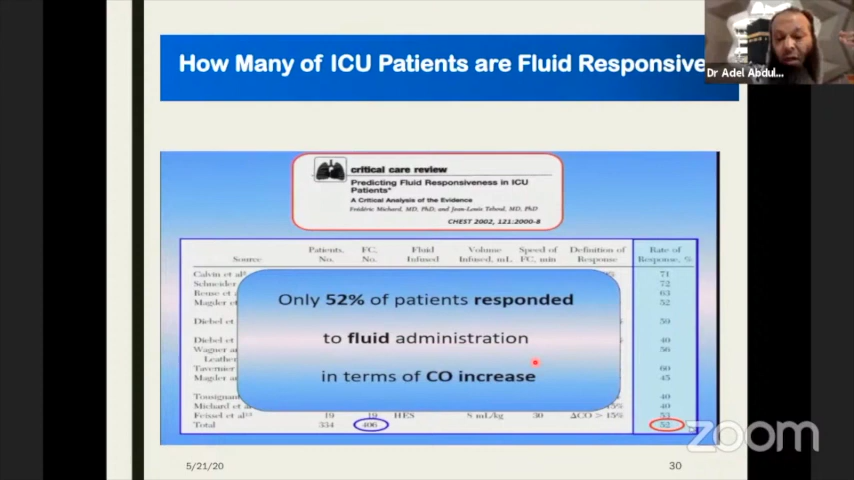 How Many of ICU Patients are Fluid Responsive
Dr Adel Abdul...
critical care review
Predicting Fluid Responsiveness in ICU
Patients*
A Critical Analysis of the Evidence
Frédéric Michard, MD, PhD, and Jean-Louis Teboul, MD, PhD
CHEST 2002, 121:2000-8
Patients, FC, Fluid Volume Speed of Definition of Rate of
Source No. No. Infused Infused, mL FC, min Response Response, %
Calvin et al 71
Schneider 72
Reuse et 63
Magder et 52
Diebel et 50
Diebel et 40
Wagner a 56
Leather
Tavernier 60
Magder a 45
Tousignant 40
Michard et 40
Feissel et al 19 19 HES 8 mL/kg 30 ΔCO > 15% 53
Total 334 406 52
Only 52% of patients responded
to fluid administration
in terms of CO increase
zoom
5/21/20
30